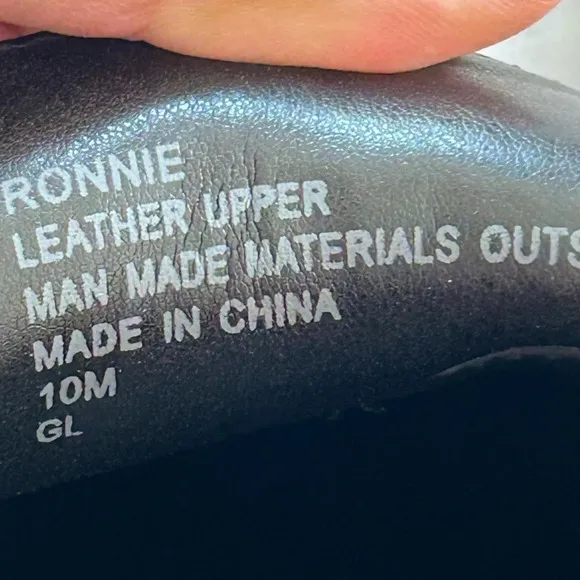 RONNIE
LEATHER UPPER
MAN MADE MATERIALS OUTS
MADE IN CHINA
10M
GL